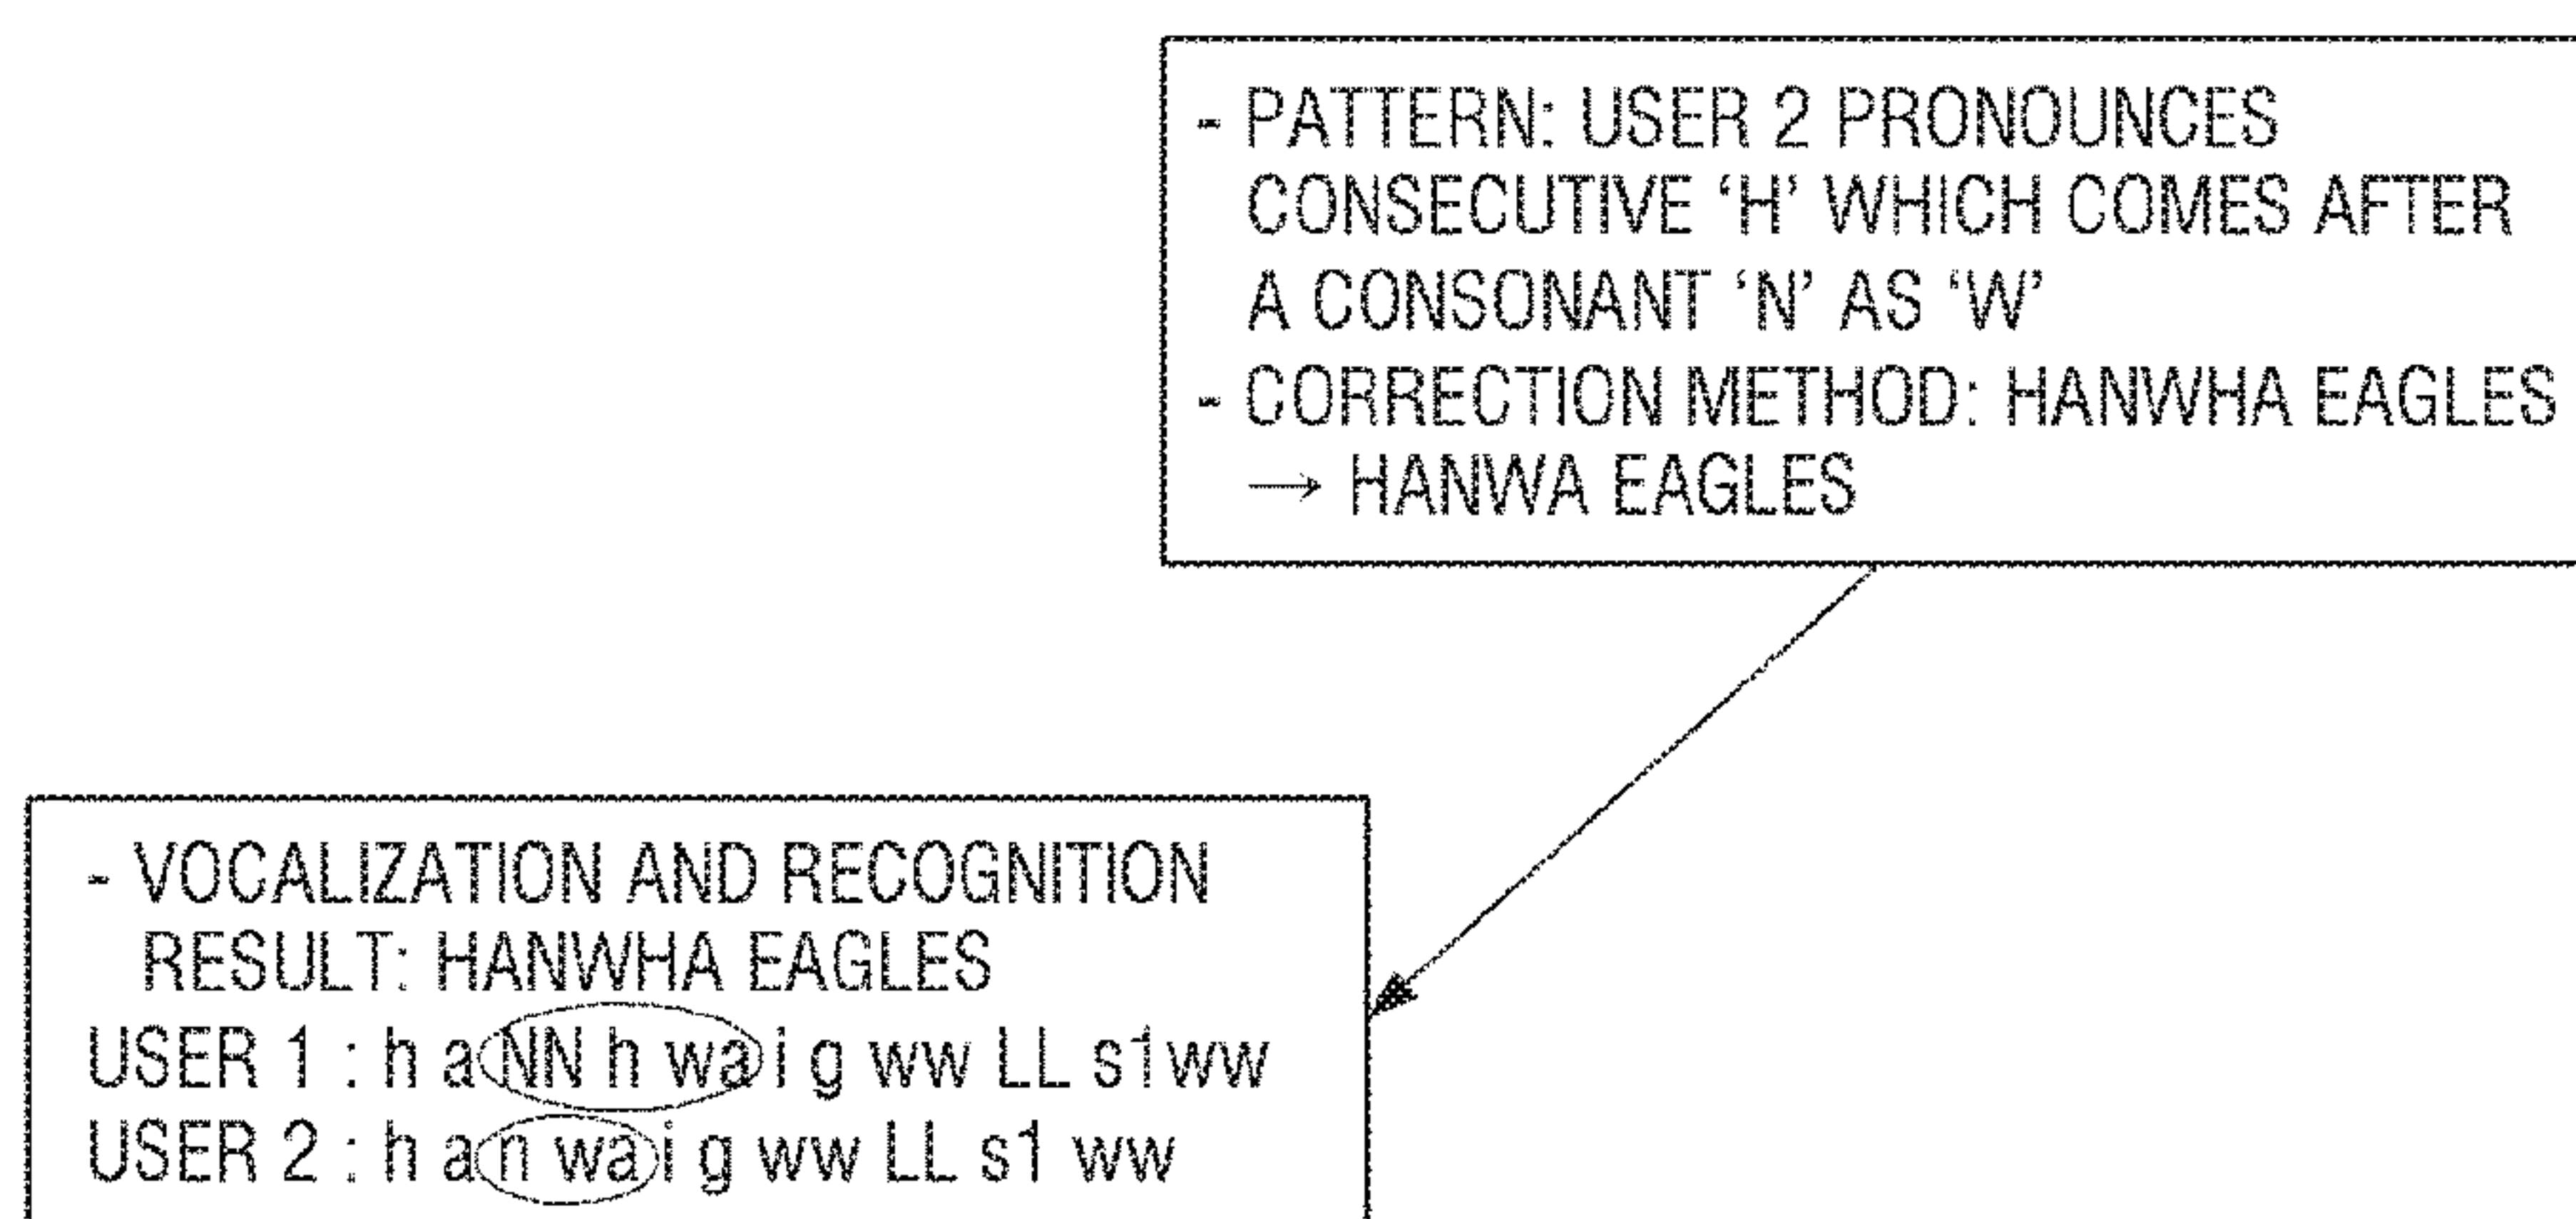 - PATTERN: USER 2 PRONOUNCES
CONSECUTIVE ‘H’ WHICH COMES AFTER
A CONSONANT ‘N’ AS ‘W’
- CORRECTION METHOD: HANWHA EAGLES
→ HANWA EAGLES
- VOCALIZATION AND RECOGNITION
RESULT: HANWHA EAGLES
USER 1 : h a NN h wa i g ww LL s1ww
USER 2 : h a n wa i g ww LL s1 ww